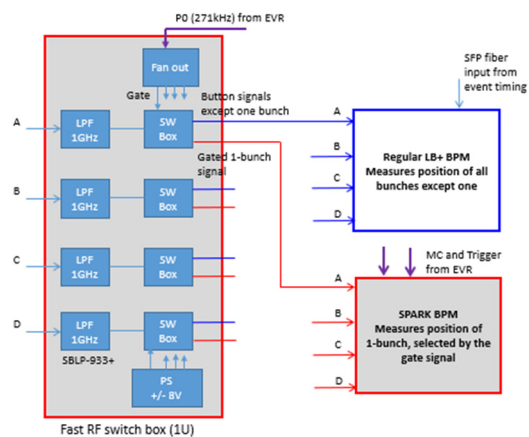 P0 (271kHz) from EVR
Fan out
Gate
Button signals
except one bunch
SFP fiber
input from
event timing
A
LPF
1GHz
SW
Box
A
B
C
D
Regular LB+ BPM
Measures position of all
bunches except one
Gated 1-bunch
signal
B
LPF
1GHz
SW
Box
MC and Trigger
from EVR
C
LPF
1GHz
SW
Box
A
B
C
D
SPARK BPM
Measures position of
1-bunch, selected by the
gate signal
D
LPF
1GHz
SW
Box
SBLP-933+
PS
+/- 8V
Fast RF switch box (1U)